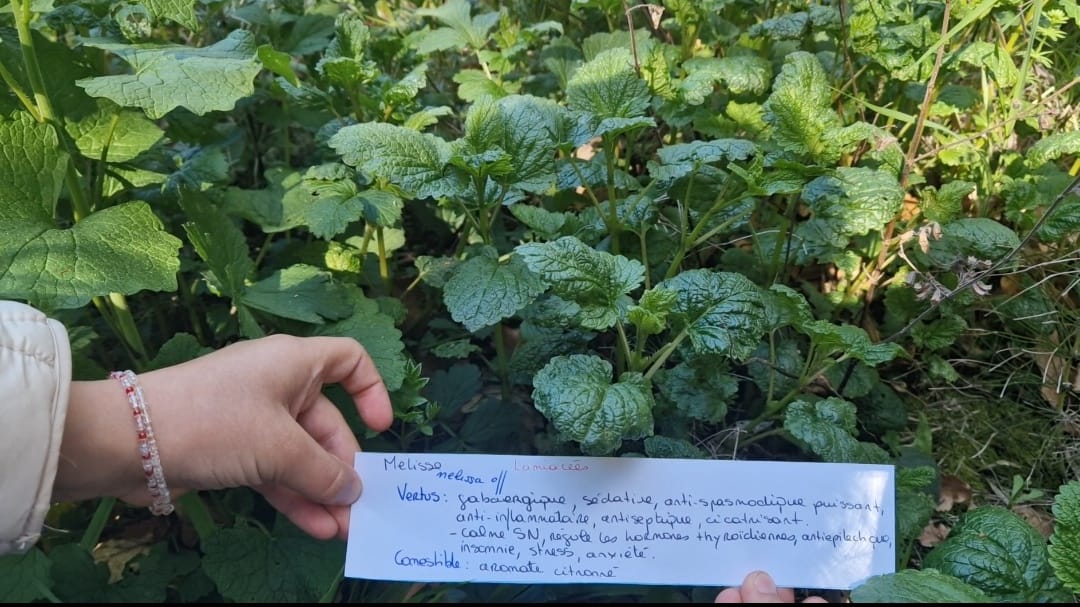 Melisse Lamiacées
melissa off
Vertus : gabaergique, sédative, anti-spasmodique puissant,
anti-inflammatoire, antiseptique, cicatrisant.
- calme SN, régule les hormones thyroïdiennes, antiépileptique,
insomnie, stress, anxiété.
Comestible : aromate citronné